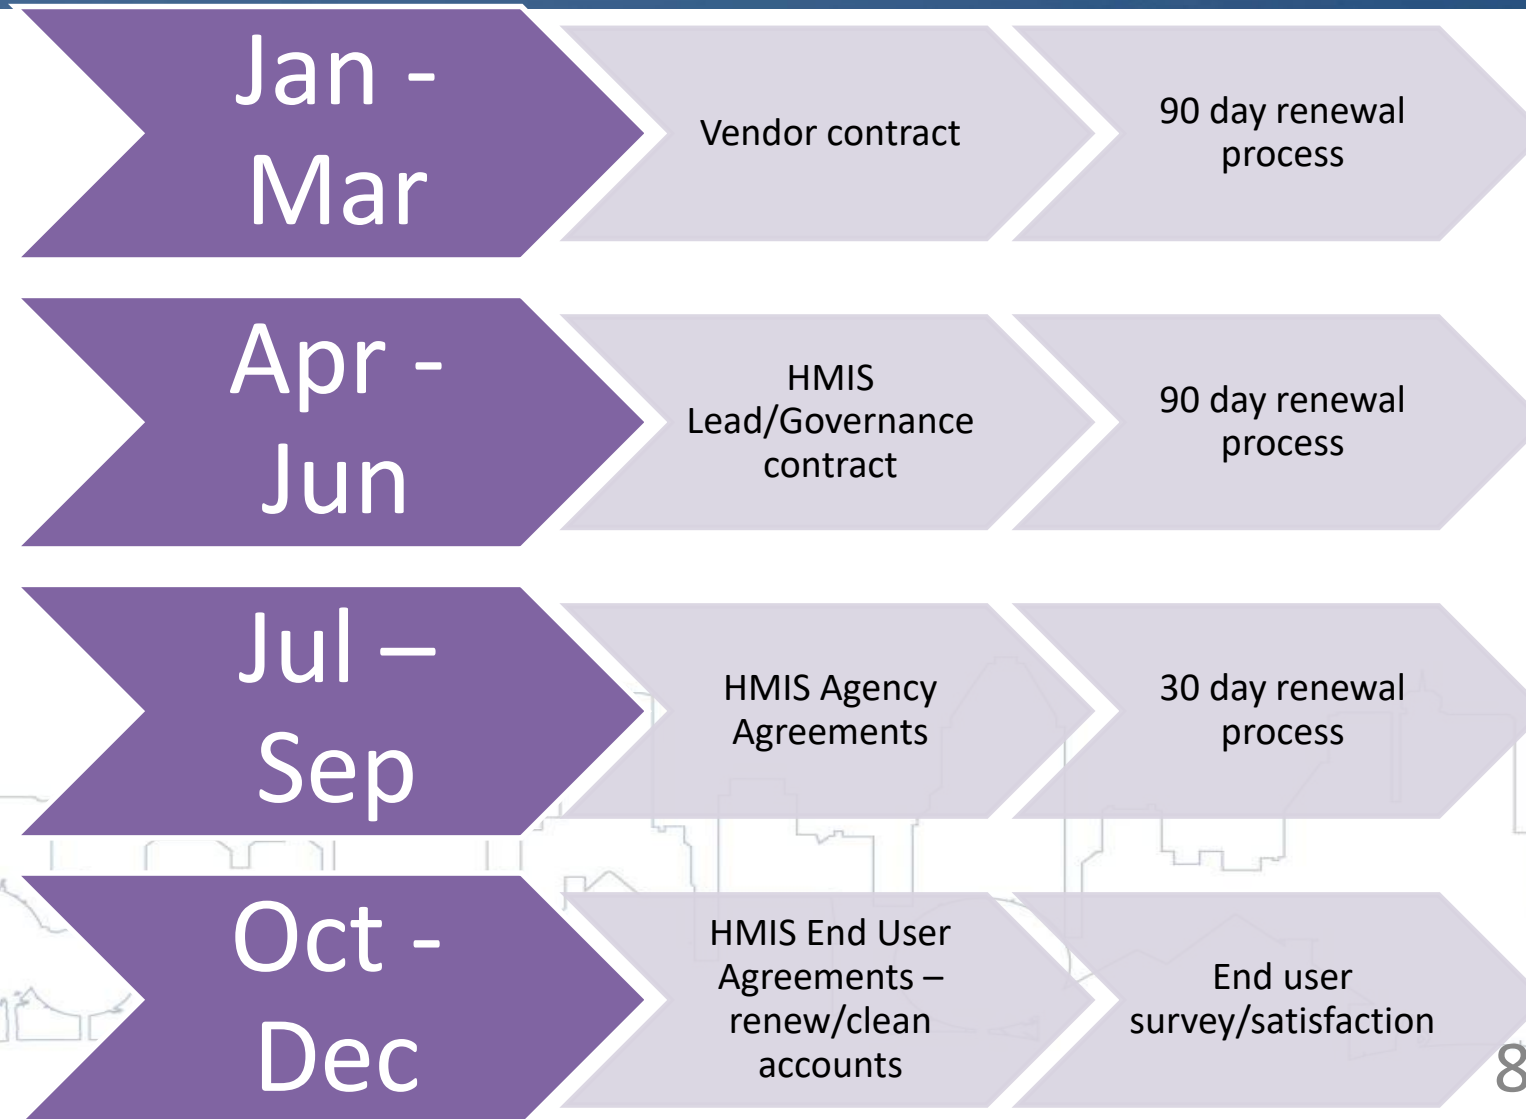 Jan -
Mar
Vendor contract
90 day renewal
process
Apr -
Jun
HMIS
Lead/Governance
contract
90 day renewal
process
Jul –
Sep
HMIS Agency
Agreements
30 day renewal
process
Oct -
Dec
HMIS End User
Agreements –
renew/clean
accounts
End user
survey/satisfaction
8